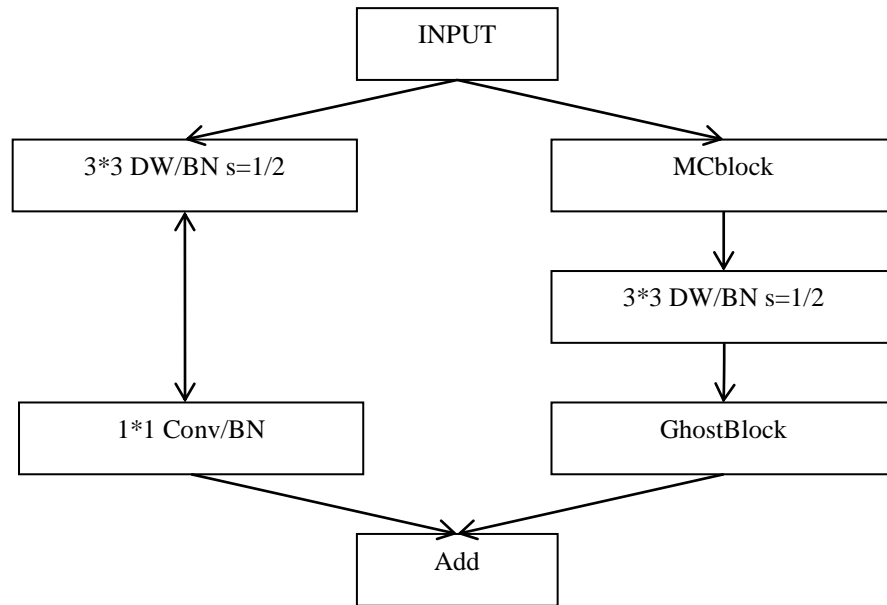 INPUT
3*3 DW/BN s=1/2
MCblock
3*3 DW/BN s=1/2
1*1 Conv/BN
GhostBlock
Add